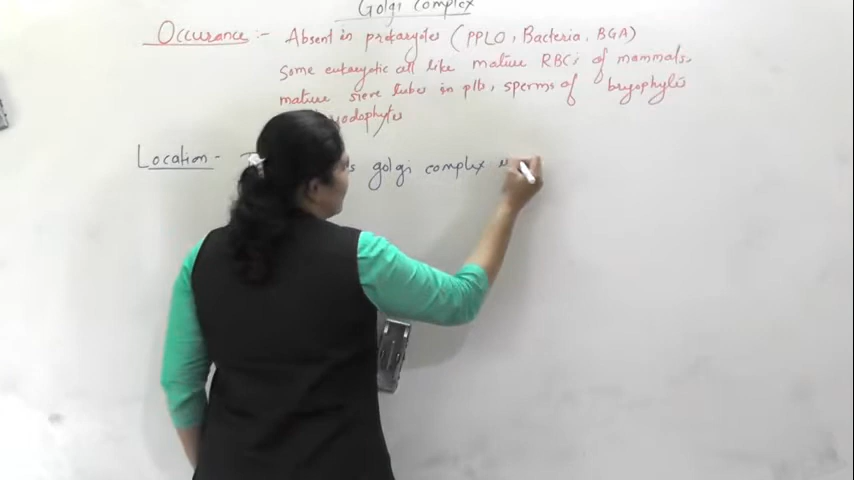 Golgi complex
Occurance :- Absent in prokaryotes (PPLO, Bacteria, BGA)
Some eukaryotic cell like mature RBCs of mammals,
mature sieve tubes in plb, sperms of bryophytes
Location - golgi complex